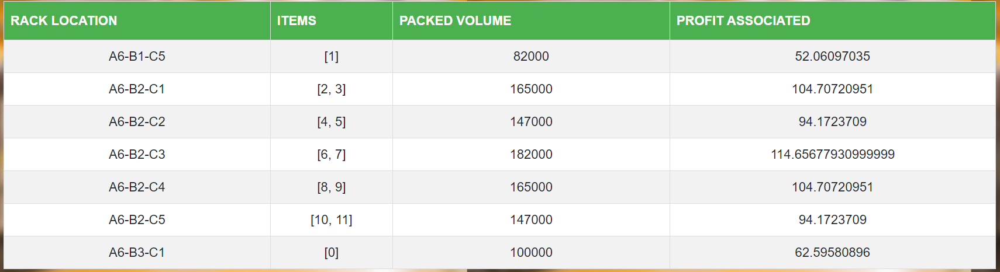 RACK LOCATION ITEMS PACKED VOLUME PROFIT ASSOCIATED
A6-B1-C5 [1] 82000 52.06097035
A6-B2-C1 [2, 3] 165000 104.70720951
A6-B2-C2 [4, 5] 147000 94.1723709
A6-B2-C3 [6, 7] 182000 114.65677930999999
A6-B2-C4 [8, 9] 165000 104.70720951
A6-B2-C5 [10, 11] 147000 94.1723709
A6-B3-C1 [0] 100000 62.59580896